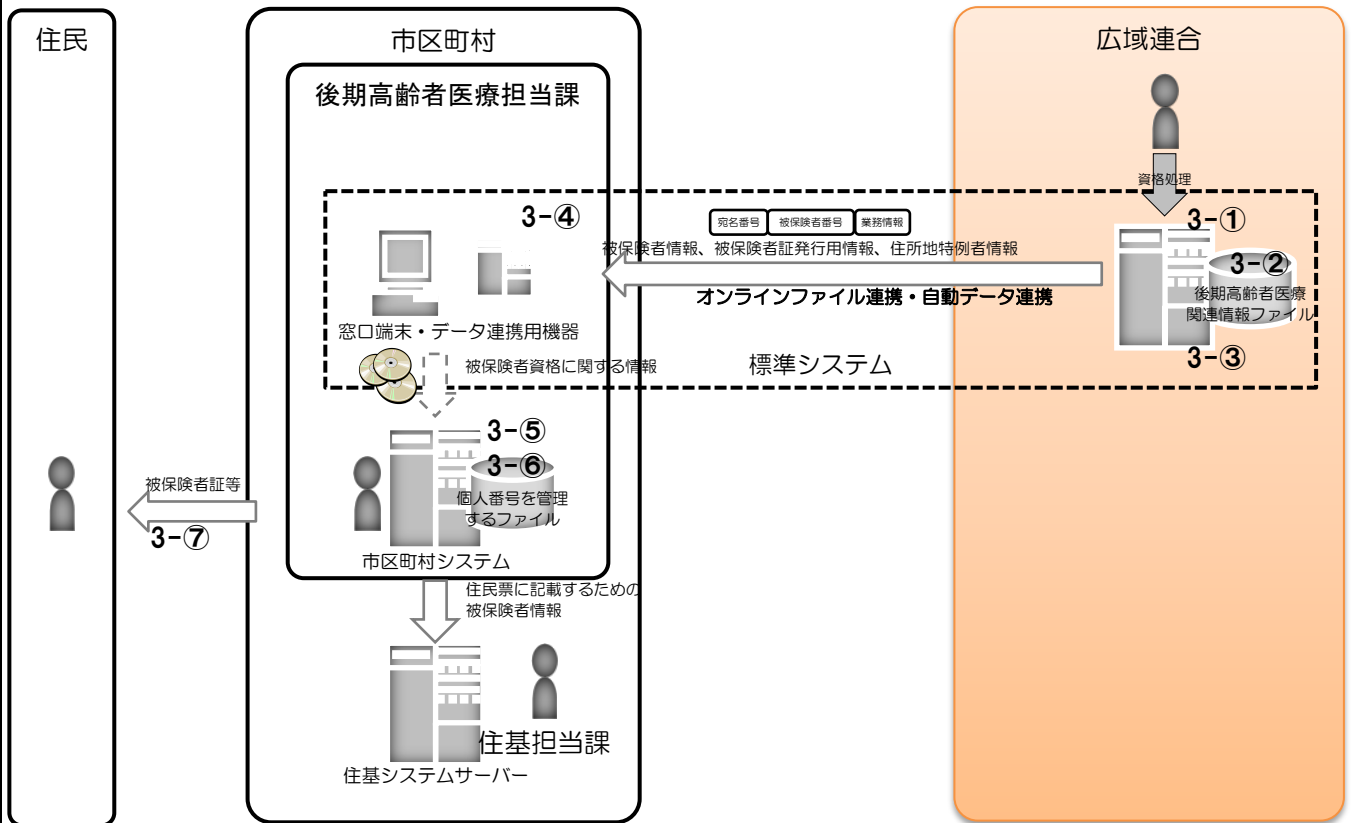 住民
市区町村
広域連合
後期高齢者医療担当課
資格処理
3-④
宛名番号 被保険者番号 業務情報
3-①
被保険者情報、被保険者証発行用情報、住所地特例者情報
3-②
オンラインファイル連携・自動データ連携
後期高齢者医療
関連情報ファイル
窓口端末・データ連携用機器
3-③
被保険者資格に関する情報
標準システム
3-⑤
3-⑥
被保険者証等
個人番号を管理
するファイル
3-⑦
市区町村システム
住民票に記載するための
被保険者情報
住基担当課
住基システムサーバー